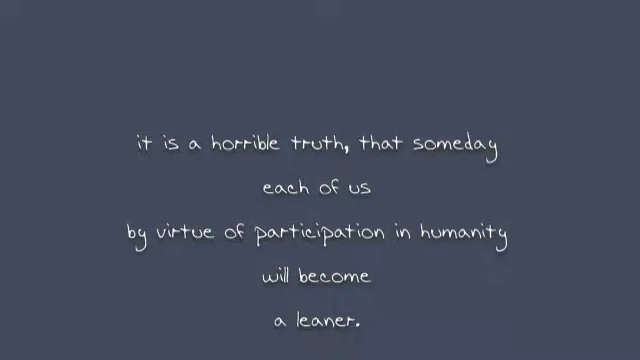 it is a horrible truth, that someday
each of us
by virtue of participation in humanity
will become
a leaner.